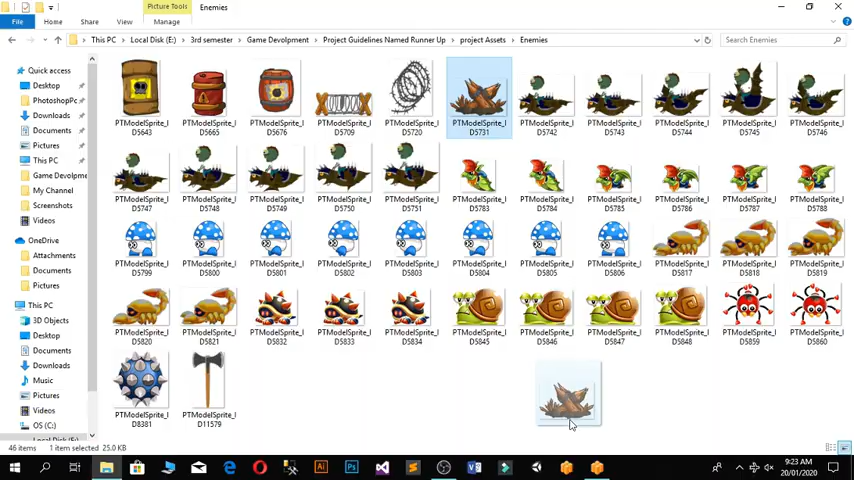 Picture Tools
Enemies
File
Home
Share
View
Manage
This PC
Local Disk (E:)
3rd semester
Game Devolpment
Project Guidelines Named Runner Up
project Assets
Enemies
Search Enemies
Quick access
Desktop
PhotoshopPc
Downloads
Documents
Pictures
This PC
Game Devolpme
My Channel
Screenshots
Videos
OneDrive
Attachments
Documents
Pictures
This PC
3D Objects
Desktop
Documents
Downloads
Music
Pictures
Videos
OS (C:)
Local Disk (E:)
PTModelSprite_I
D5643
PTModelSprite_I
D5665
PTModelSprite_I
D5676
PTModelSprite_I
D5709
PTModelSprite_I
D5720
PTModelSprite_I
D5731
PTModelSprite_I
D5742
PTModelSprite_I
D5743
PTModelSprite_I
D5744
PTModelSprite_I
D5745
PTModelSprite_I
D5746
PTModelSprite_I
D5747
PTModelSprite_I
D5748
PTModelSprite_I
D5749
PTModelSprite_I
D5750
PTModelSprite_I
D5751
PTModelSprite_I
D5783
PTModelSprite_I
D5784
PTModelSprite_I
D5785
PTModelSprite_I
D5786
PTModelSprite_I
D5787
PTModelSprite_I
D5788
PTModelSprite_I
D5799
PTModelSprite_I
D5800
PTModelSprite_I
D5801
PTModelSprite_I
D5802
PTModelSprite_I
D5803
PTModelSprite_I
D5804
PTModelSprite_I
D5805
PTModelSprite_I
D5806
PTModelSprite_I
D5817
PTModelSprite_I
D5818
PTModelSprite_I
D5819
PTModelSprite_I
D5820
PTModelSprite_I
D5821
PTModelSprite_I
D5832
PTModelSprite_I
D5833
PTModelSprite_I
D5834
PTModelSprite_I
D5845
PTModelSprite_I
D5846
PTModelSprite_I
D5847
PTModelSprite_I
D5848
PTModelSprite_I
D5859
PTModelSprite_I
D5860
PTModelSprite_I
D8381
PTModelSprite_I
D11579
46 items
1 item selected 25.0 KB
9:23 AM
20/01/2020